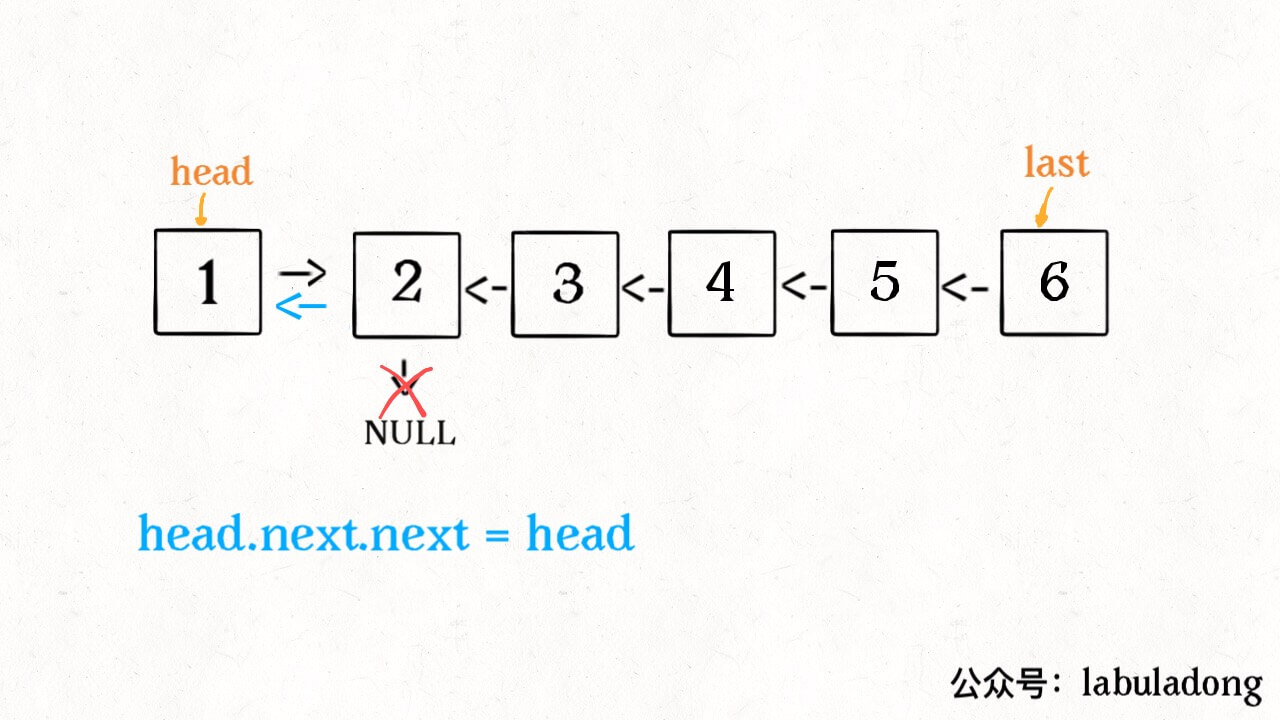 head
last
1
2
3
4
5
6
NULL
head.next.next = head
公众号：labuladong